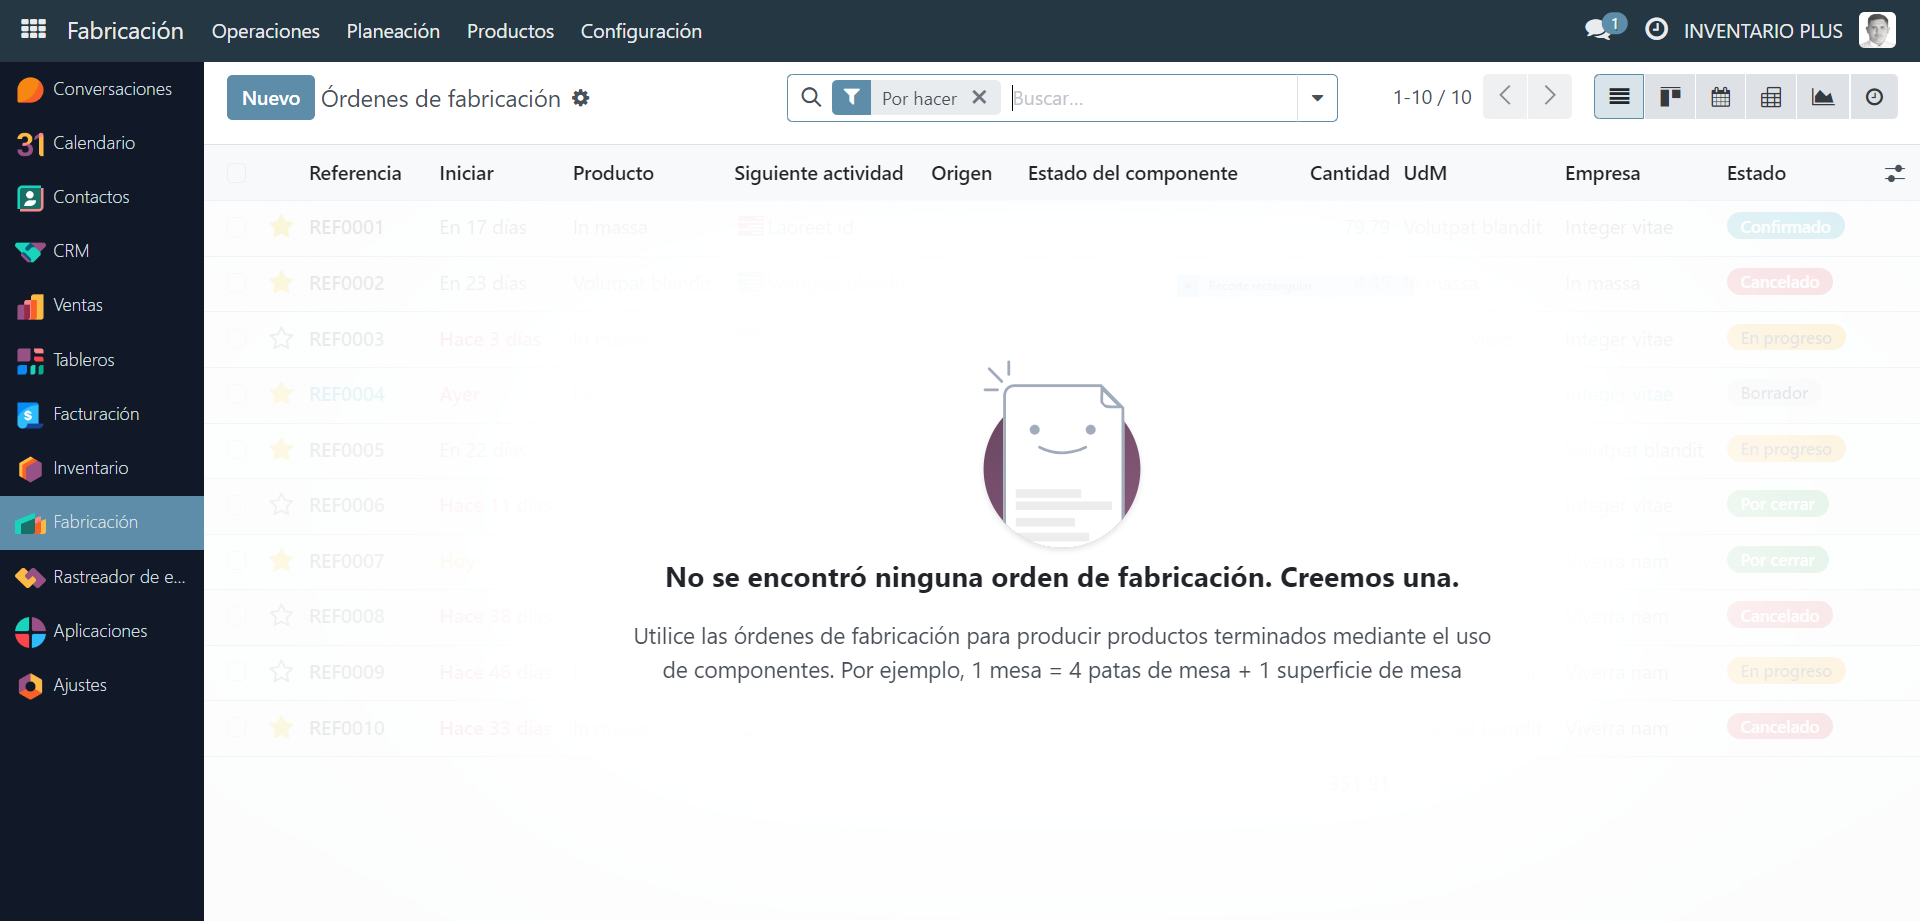 Fabricación Operaciones Planeación Productos Configuración 1 INVENTARIO PLUS
Conversaciones
Calendario
Contactos
CRM
Ventas
Tableros
Facturación
Inventario
Fabricación
Rastreador de e...
Aplicaciones
Ajustes
Nuevo Órdenes de fabricación Por hacer Buscar... 1-10 / 10
Referencia Iniciar Producto Siguiente actividad Origen Estado del componente Cantidad UdM Empresa Estado
REF0001 En 17 días In massa Laoreet id 79.79 Volutpat blandit Integer vitae Confirmado
REF0002 En 23 días Volutpat blandit Recorte rectangular massa In massa Cancelado
REF0003 Hace 3 días Integer vitae En progreso
REF0004 Ayer Integer vitae Borrador
REF0005 En 22 días Volutpat blandit En progreso
REF0006 Hace 11 días Integer vitae Por cerrar
REF0007 Hoy Viverra nam Por cerrar
REF0008 Hace 38 días Viverra nam Cancelado
REF0009 Hace 46 días Viverra nam En progreso
REF0010 Hace 33 días In massa Viverra nam Cancelado
351.91
No se encontró ninguna orden de fabricación. Creemos una.
Utilice las órdenes de fabricación para producir productos terminados mediante el uso
de componentes. Por ejemplo, 1 mesa = 4 patas de mesa + 1 superficie de mesa